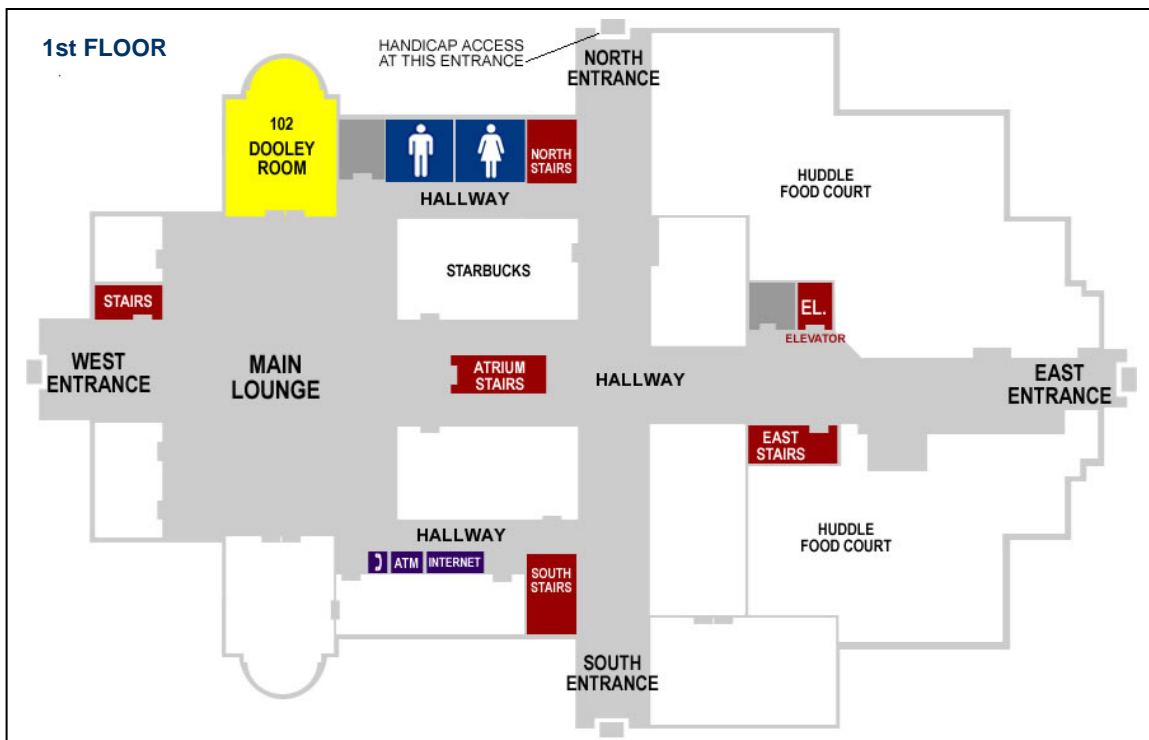 1st FLOOR
HANDICAP ACCESS
AT THIS ENTRANCE
NORTH
ENTRANCE
102
DOOLEY
ROOM
NORTH
STAIRS
HALLWAY
HUDDLE
FOOD COURT
STARBUCKS
STAIRS
EL.
ELEVATOR
WEST
ENTRANCE
MAIN
LOUNGE
ATRIUM
STAIRS
HALLWAY
EAST
ENTRANCE
EAST
STAIRS
HALLWAY
HUDDLE
FOOD COURT
ATM
INTERNET
SOUTH
STAIRS
SOUTH
ENTRANCE